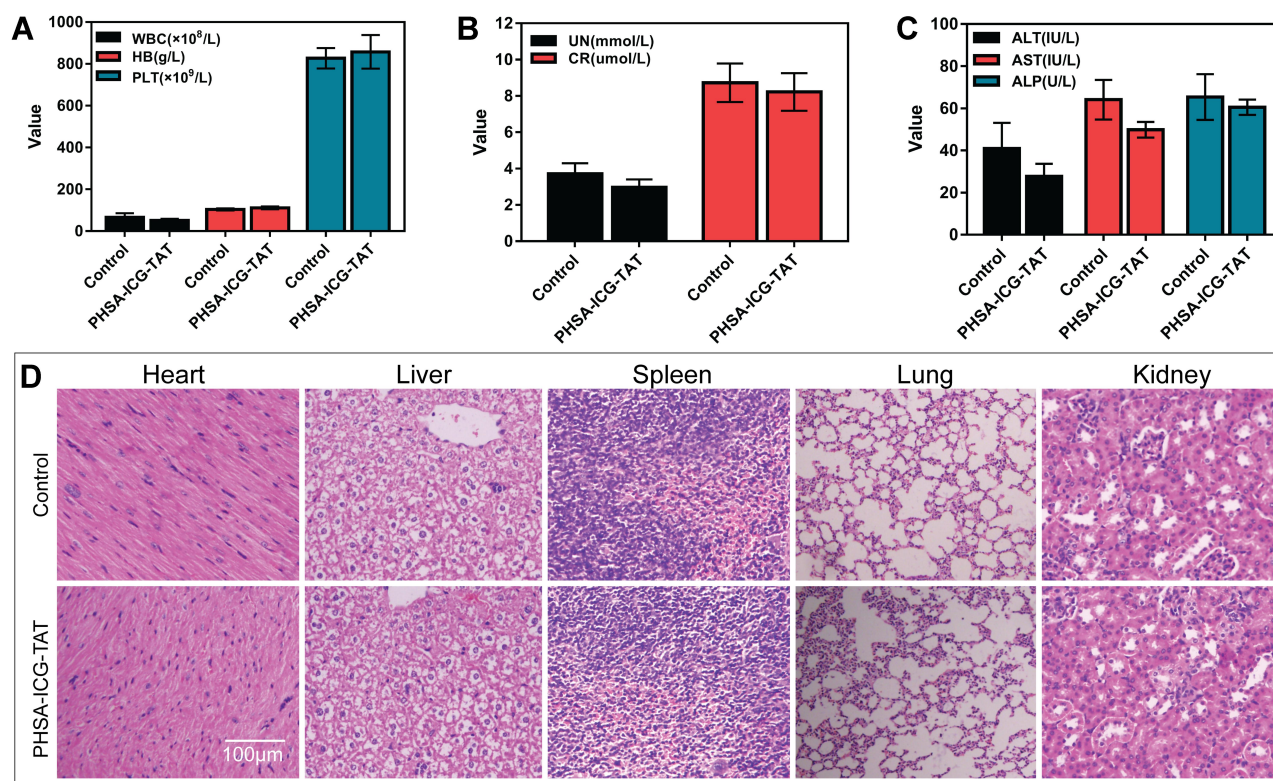 A
Value
1000
800
600
400
200
0
WBC(×10⁸/L)
HB(g/L)
PLT(×10⁹/L)
Control
PHSA-ICG-TAT
Control
PHSA-ICG-TAT
Control
PHSA-ICG-TAT
B
Value
12
10
8
6
4
2
0
UN(mmol/L)
CR(umol/L)
Control
PHSA-ICG-TAT
Control
PHSA-ICG-TAT
C
Value
100
80
60
40
20
0
ALT(IU/L)
AST(IU/L)
ALP(U/L)
Control
PHSA-ICG-TAT
Control
PHSA-ICG-TAT
Control
PHSA-ICG-TAT
D
Heart
Liver
Spleen
Lung
Kidney
Control
PHSA-ICG-TAT
100μm